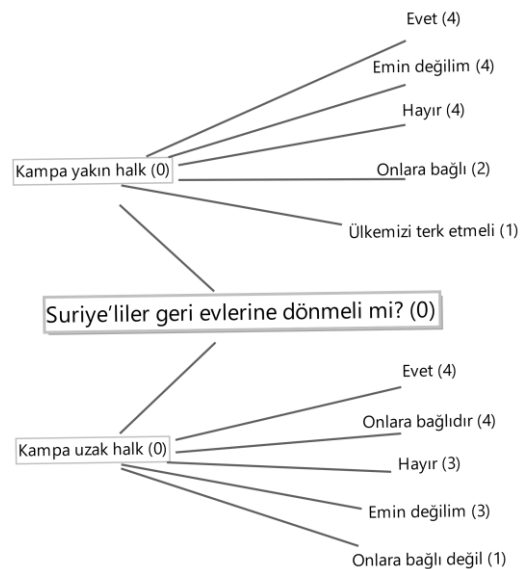 Evet (4)
Emin değilim (4)
Hayır (4)
Kampa yakın halk (0)
Onlara bağlı (2)
Ülkemizi terk etmeli (1)
Suriye'liler geri evlerine dönmeli mi? (0)
Evet (4)
Onlara bağlıdır (4)
Kampa uzak halk (0)
Hayır (3)
Emin değilim (3)
Onlara bağlı değil (1)